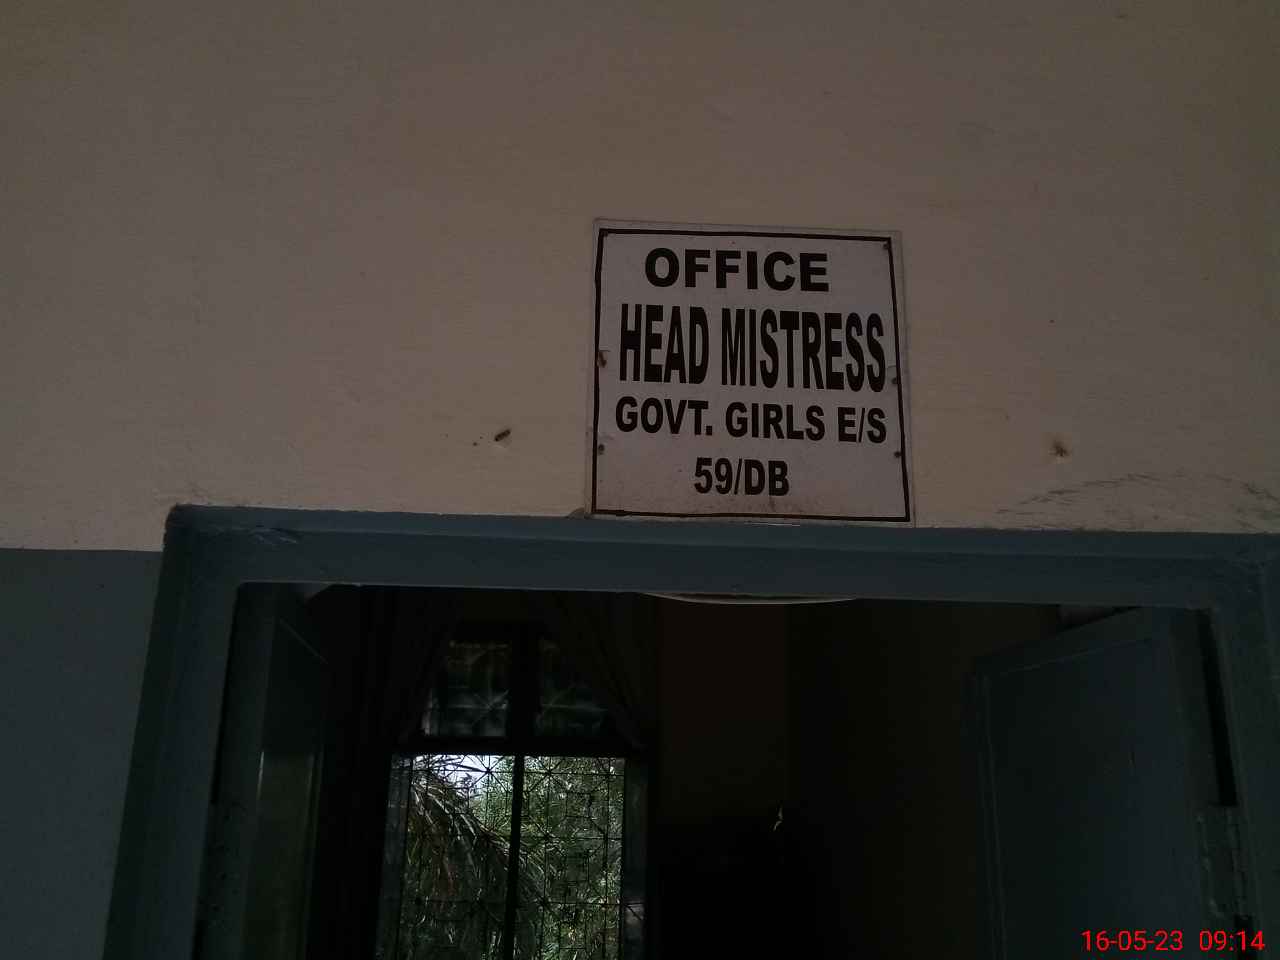 OFFICE
HEAD MISTRESS
GOVT. GIRLS E/S
59/DB
16-05-23 09:14